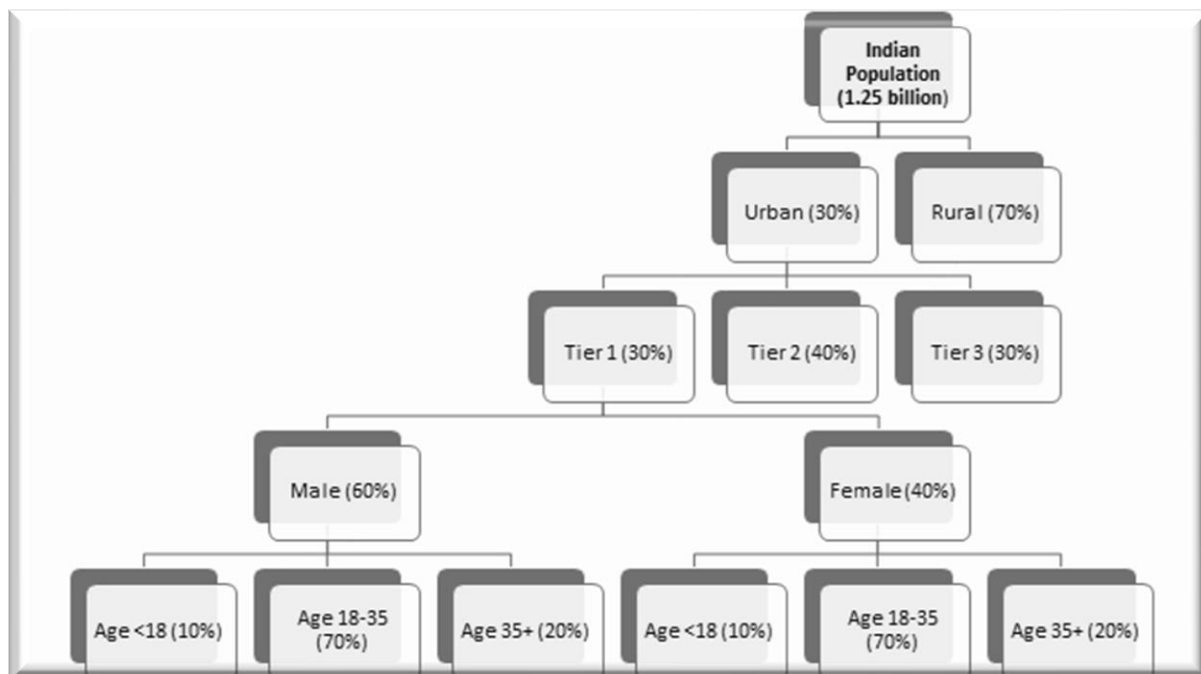 Indian
Population
(1.25 billion)
Urban (30%)
Rural (70%)
Tier 1 (30%)
Tier 2 (40%)
Tier 3 (30%)
Male (60%)
Female (40%)
Age <18 (10%)
Age 18-35
(70%)
Age 35+ (20%)
Age <18 (10%)
Age 18-35
(70%)
Age 35+ (20%)